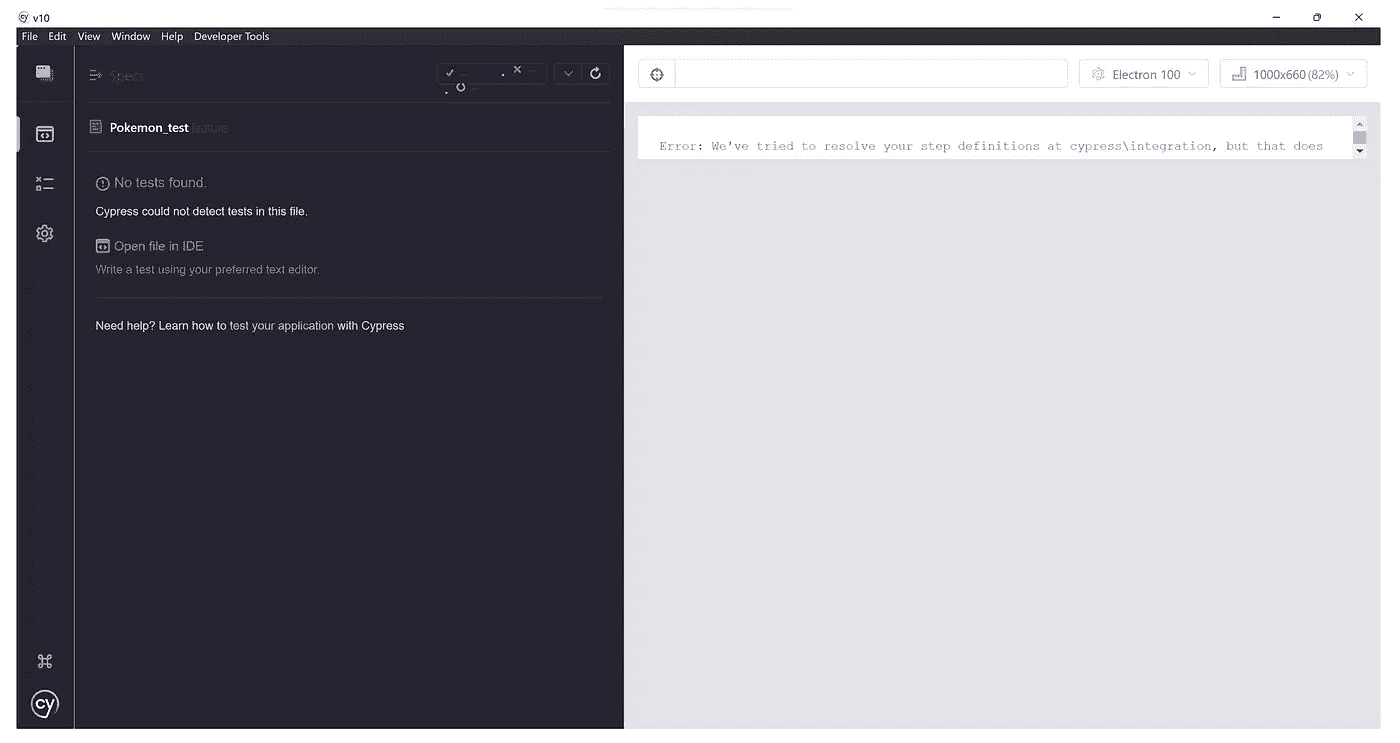 v10
File Edit View Window Help Developer Tools
Specs
Electron 100
1000x660 (82%)
Pokemon_test feature
Error: We've tried to resolve your step definitions at cypress\integration, but that does
No tests found.
Cypress could not detect tests in this file.
Open file in IDE
Write a test using your preferred text editor.
Need help? Learn how to test your application with Cypress
cy